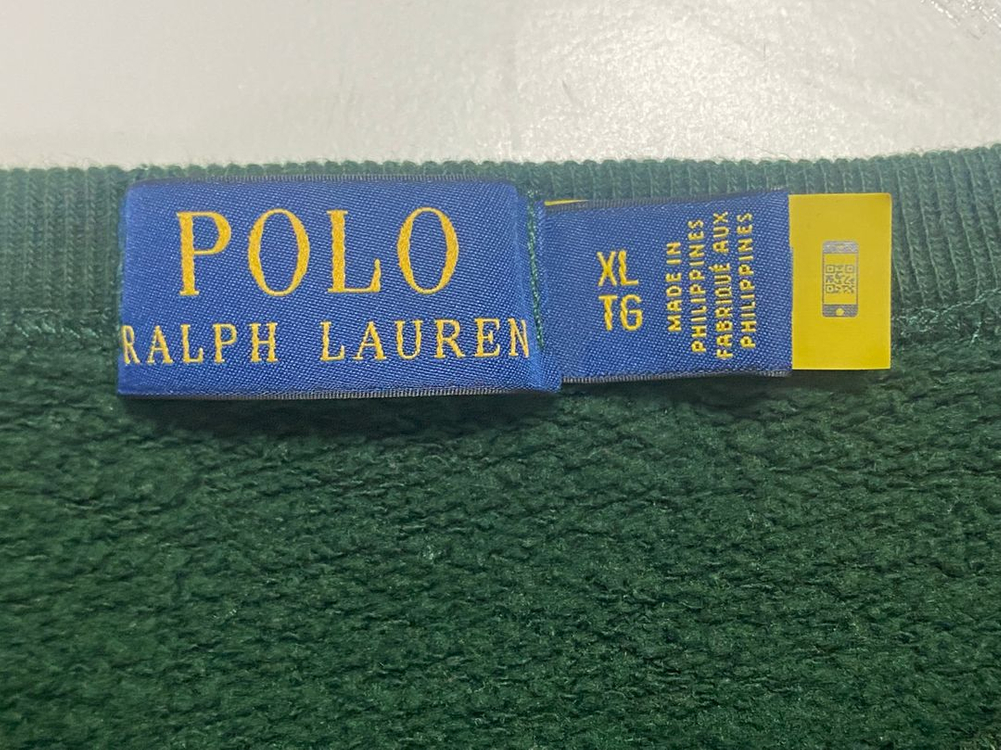 POLO
RALPH LAUREN
XL
TG
MADE IN
PHILIPPINES
FABRIQUÉ AUX
PHILIPPINES